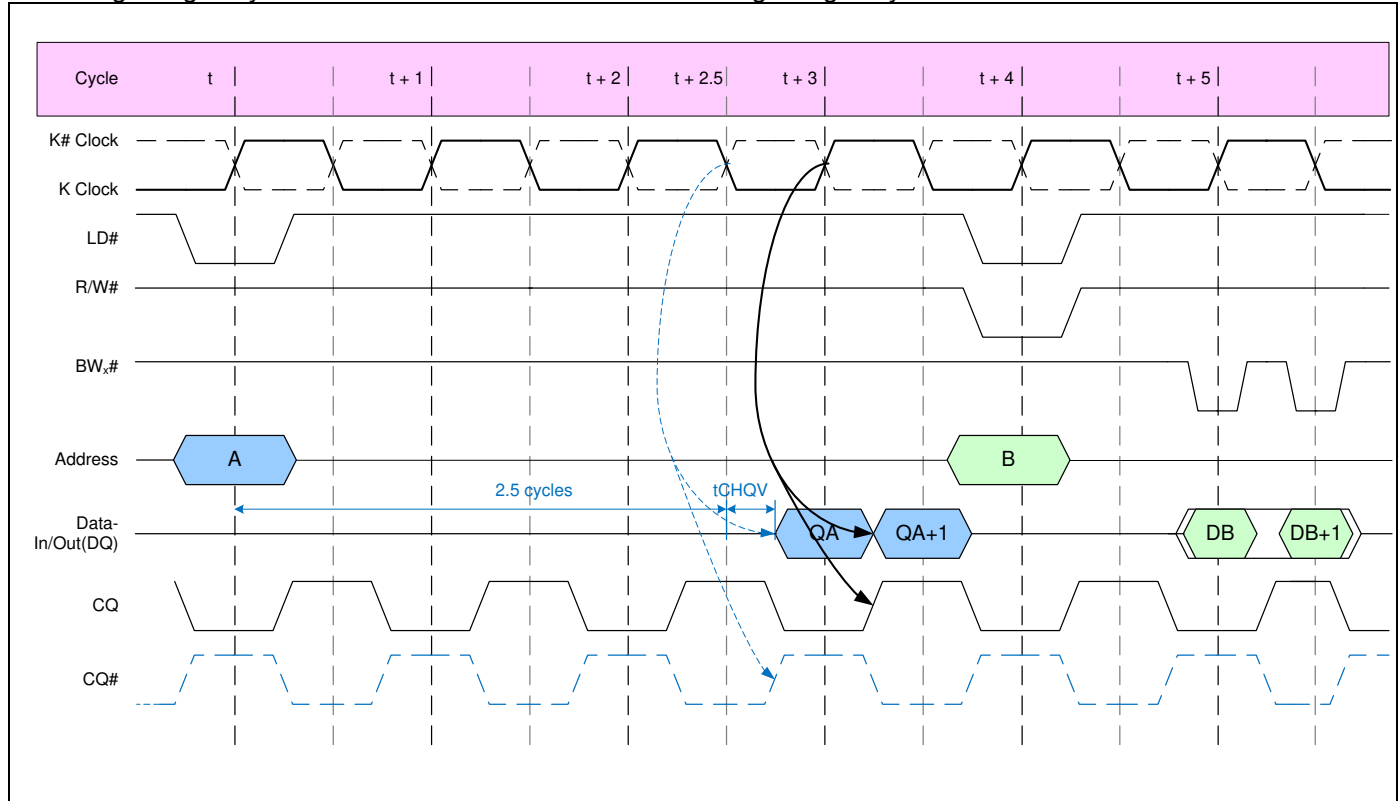 Cycle t t + 1 t + 2 t + 2.5 t + 3 t + 4 t + 5
K# Clock
K Clock
LD#
R/W#
BWx#
Address A B
2.5 cycles tCHQV
Data-
In/Out(DQ) QA QA+1 DB DB+1
CQ
CQ#